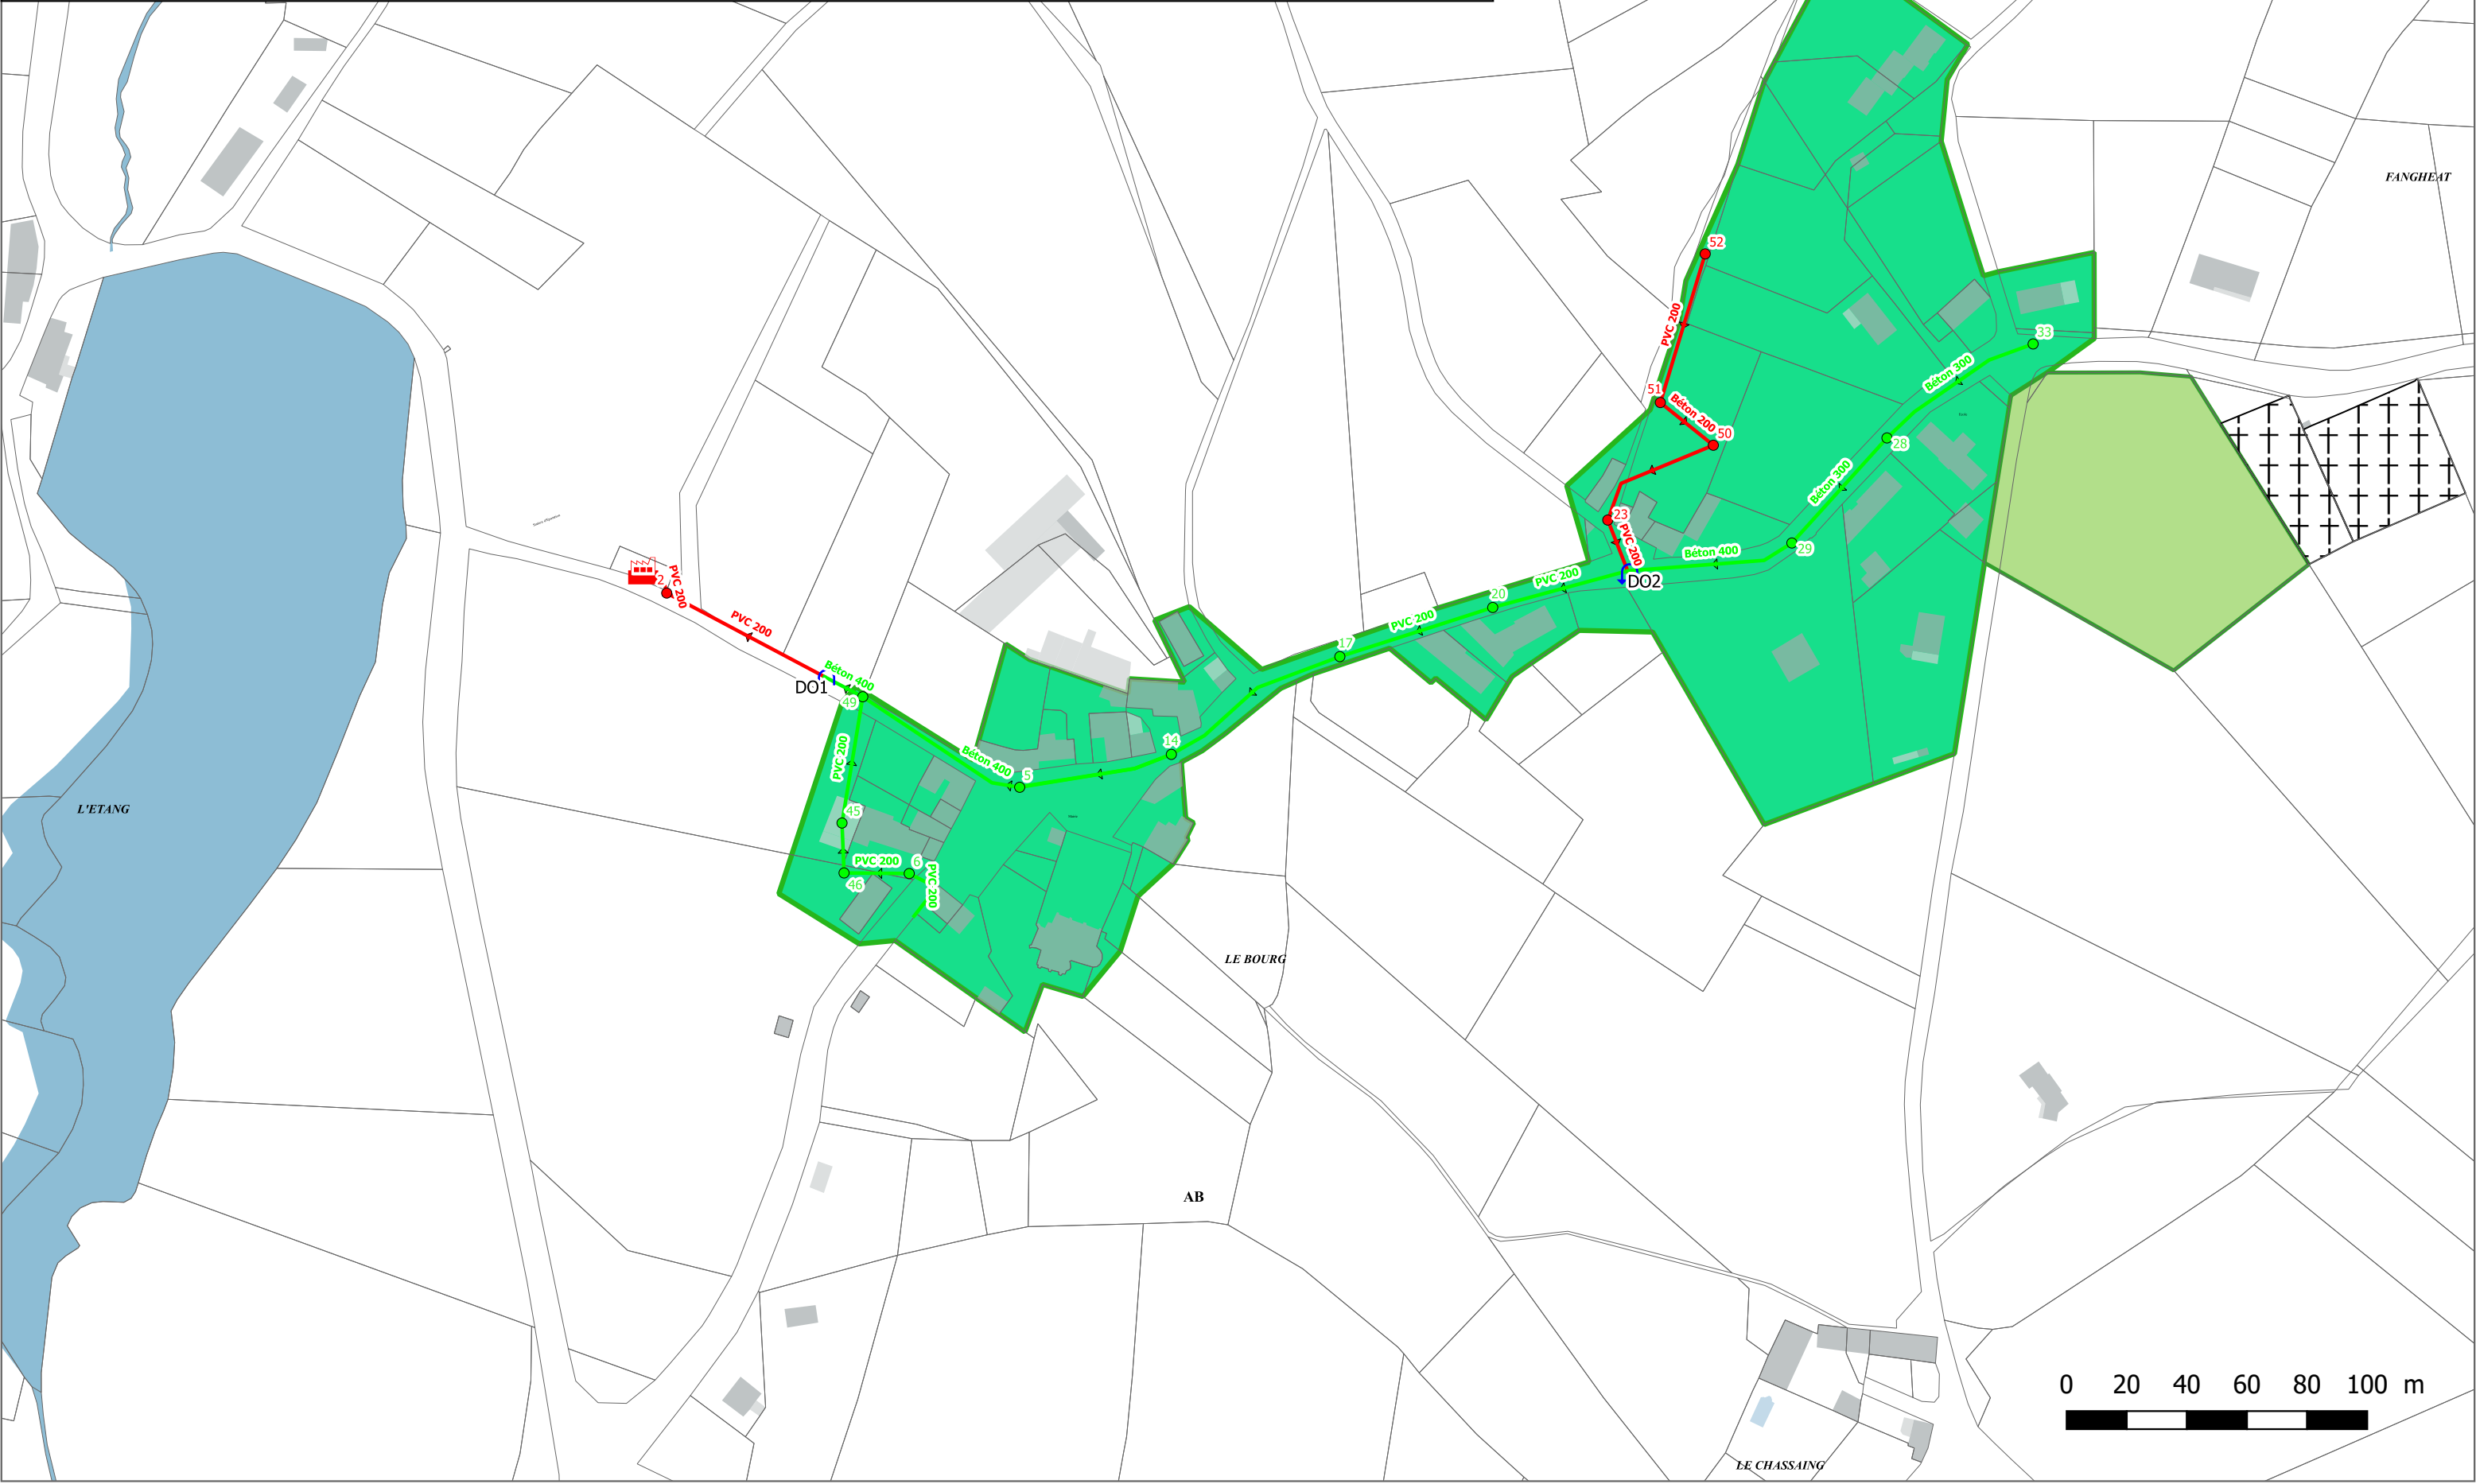 FANGHEAT
52
PVC 200
33
Béton 300
51
Béton 200
50
28
Béton 300
23
PVC 200
Béton 400
29
DO2
PVC 200
20
2
PVC 200
PVC 200
17
PVC 200
Béton 400
DO1
49
14
PVC 200
Béton 400
5
L'ETANG
45
PVC 200
6
46
PVC 200
LE BOURG
AB
0 20 40 60 80 100 m
LE CHASSAING